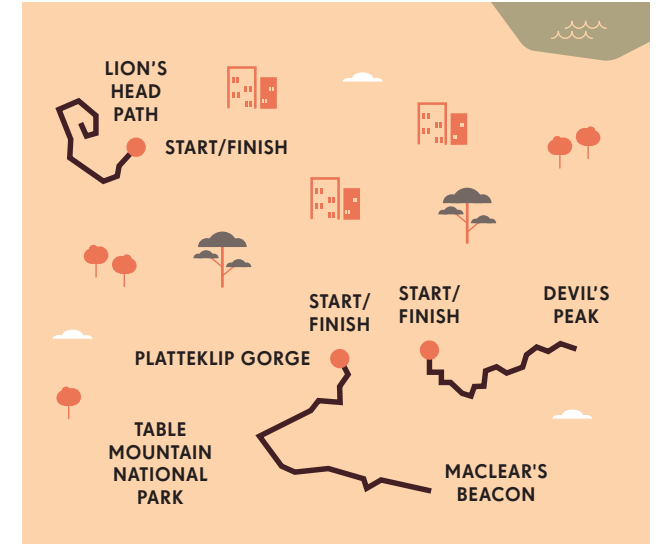 LION'S
HEAD
PATH
START/FINISH
START/
FINISH
START/
FINISH
DEVIL'S
PEAK
PLATTEKLIP GORGE
TABLE
MOUNTAIN
NATIONAL
PARK
MACLEAR'S
BEACON